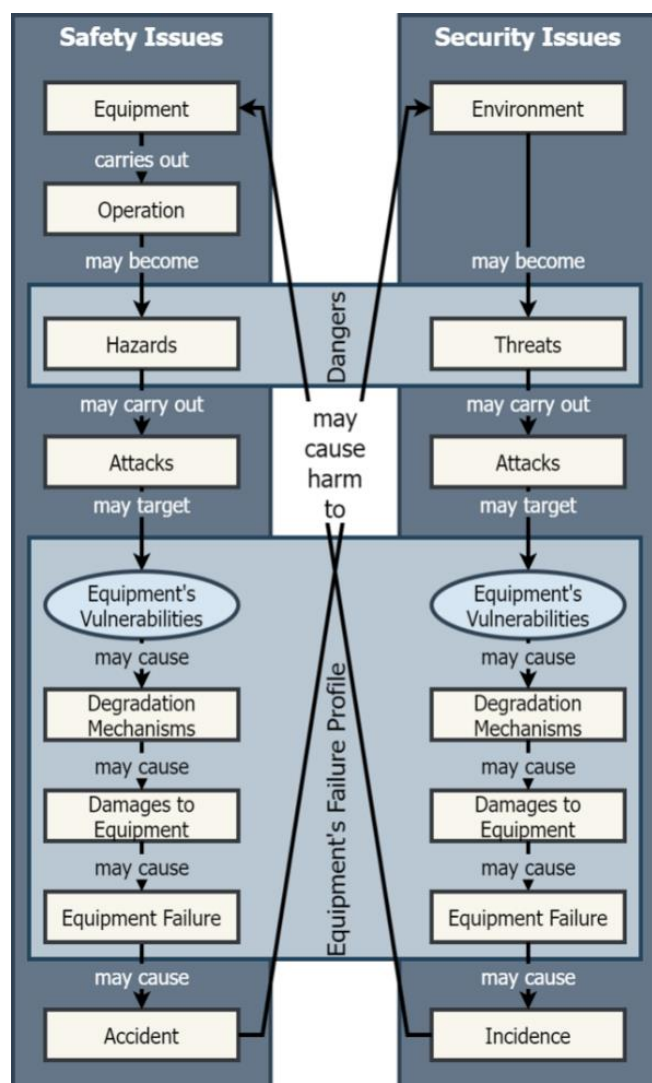 Safety Issues
Security Issues
Equipment
Environment
carries out
Operation
may become
may become
Dangers
Hazards
Threats
may carry out
may carry out
may
cause
harm
to
Attacks
Attacks
may target
may target
Equipment's
Vulnerabilities
Equipment's
Vulnerabilities
may cause
may cause
Equipment's Failure Profile
Degradation
Mechanisms
Degradation
Mechanisms
may cause
may cause
Damages to
Equipment
Damages to
Equipment
may cause
may cause
Equipment Failure
Equipment Failure
may cause
may cause
Accident
Incidence